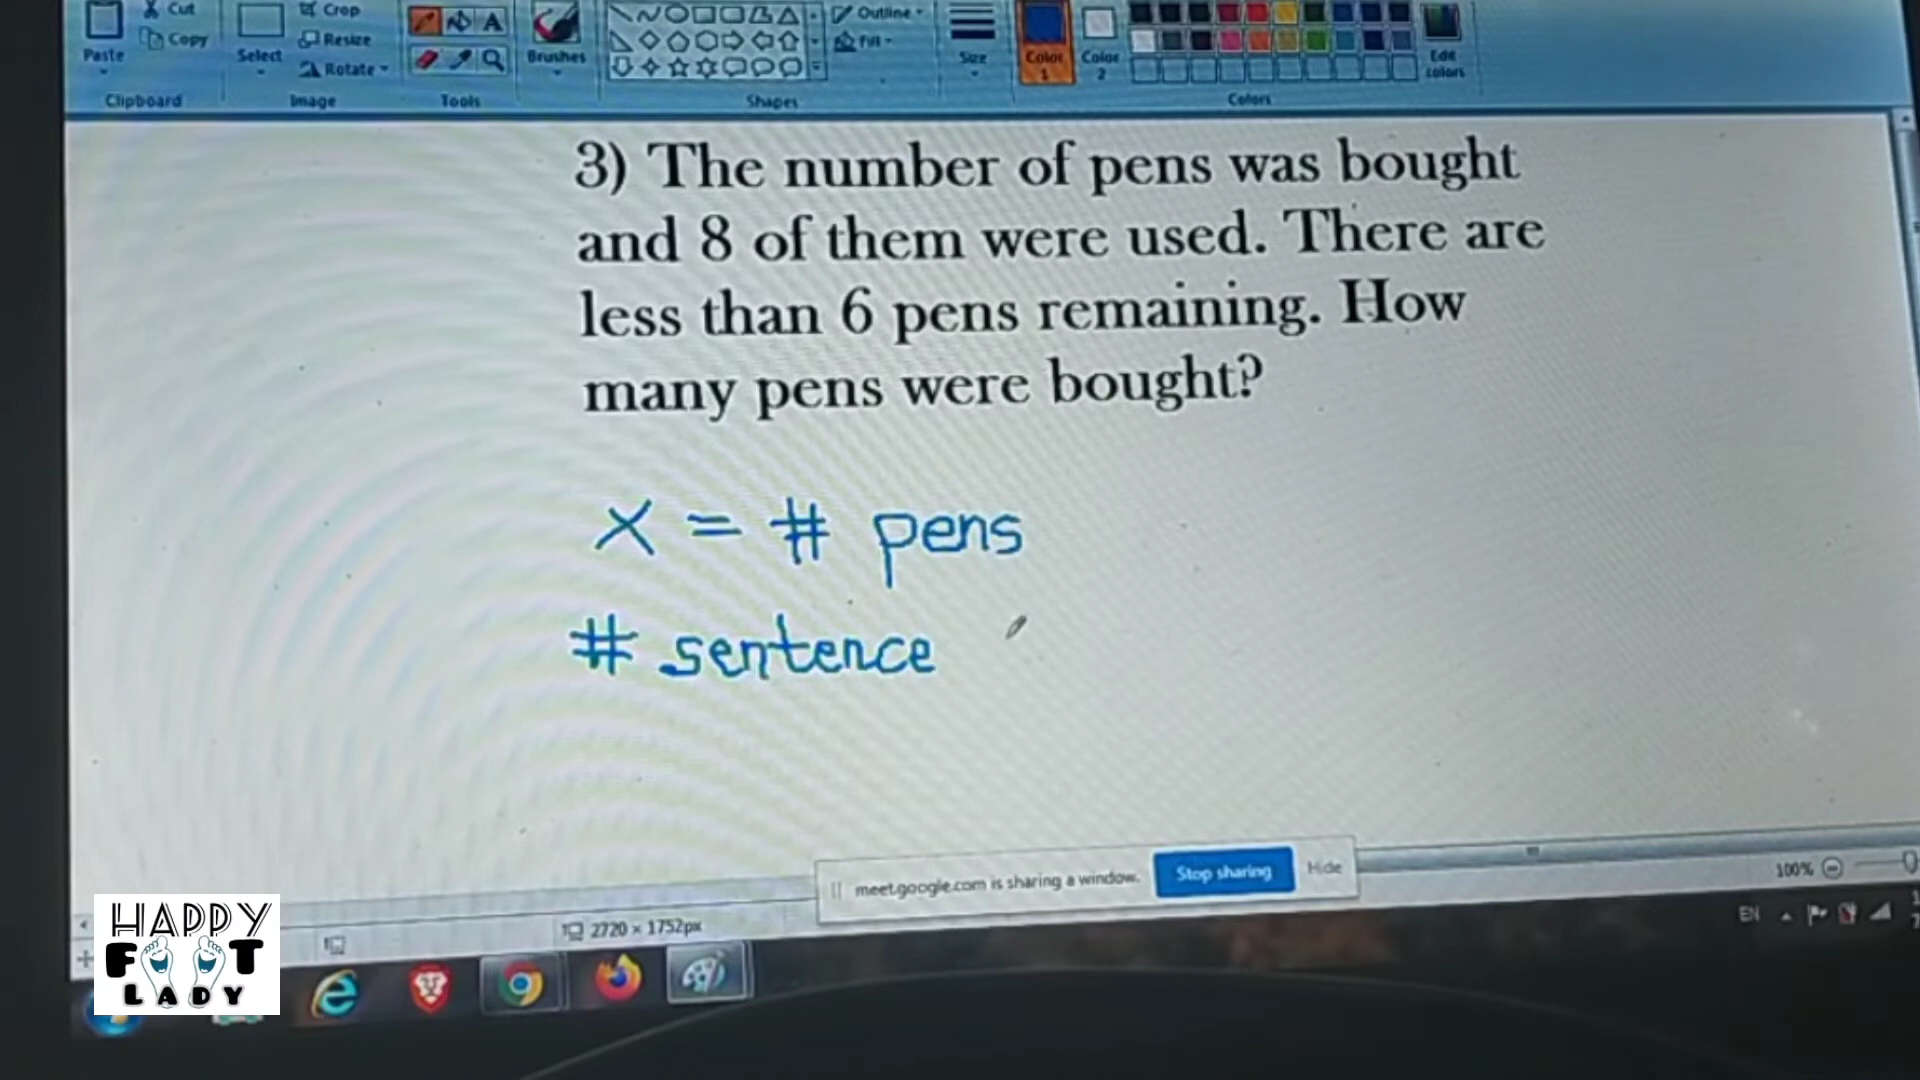 Cut
Crop
Outline
Copy
Resize
Fill
Paste
Select
Rotate
Brushes
Size
Color 1
Color 2
Edit colors
Clipboard
Image
Tools
Shapes
Colors
3) The number of pens was bought
and 8 of them were used. There are
less than 6 pens remaining. How
many pens were bought?
x = # pens
# sentence
meet.google.com is sharing a window.
Stop sharing
Hide
100%
2720 × 1752px
EN
HAPPY
FOOT
LADY